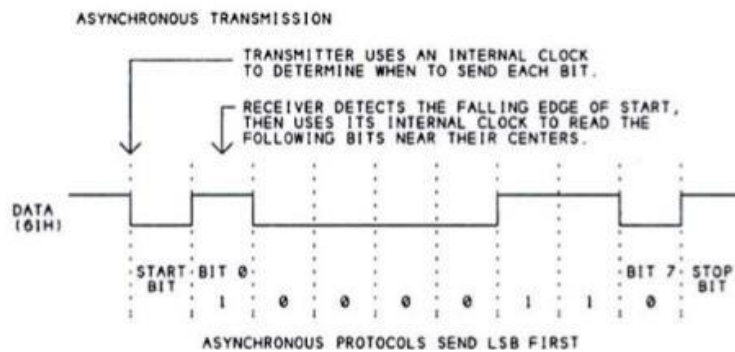 ASYNCHRONOUS TRANSMISSION
TRANSMITTER USES AN INTERNAL CLOCK
TO DETERMINE WHEN TO SEND EACH BIT.
RECEIVER DETECTS THE FALLING EDGE OF START,
THEN USES ITS INTERNAL CLOCK TO READ THE
FOLLOWING BITS NEAR THEIR CENTERS.
DATA
(61H)
START BIT 0 BIT 7 STOP
BIT BIT
1 0 0 0 0 1 1 0
ASYNCHRONOUS PROTOCOLS SEND LSB FIRST